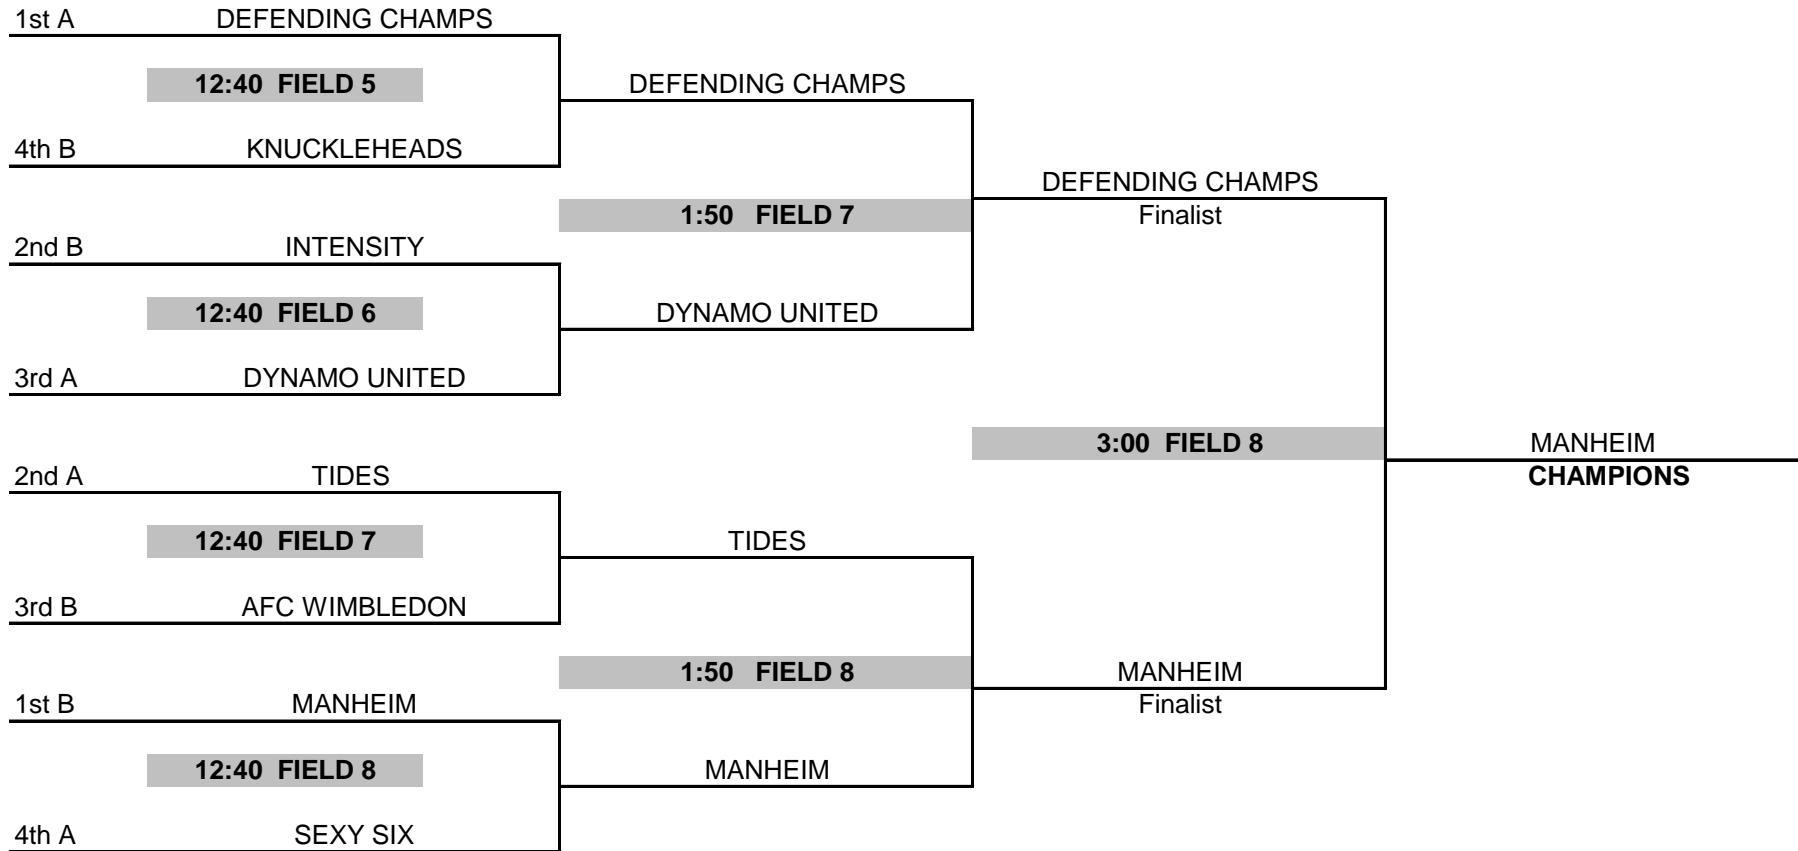 1st A DEFENDING CHAMPS
12:40 FIELD 5
DEFENDING CHAMPS
4th B KNUCKLEHEADS
DEFENDING CHAMPS
1:50 FIELD 7
Finalist
2nd B INTENSITY
12:40 FIELD 6
DYNAMO UNITED
3rd A DYNAMO UNITED
3:00 FIELD 8
MANHEIM
CHAMPIONS
2nd A TIDES
12:40 FIELD 7
TIDES
3rd B AFC WIMBLEDON
1:50 FIELD 8
MANHEIM
Finalist
1st B MANHEIM
12:40 FIELD 8
MANHEIM
4th A SEXY SIX